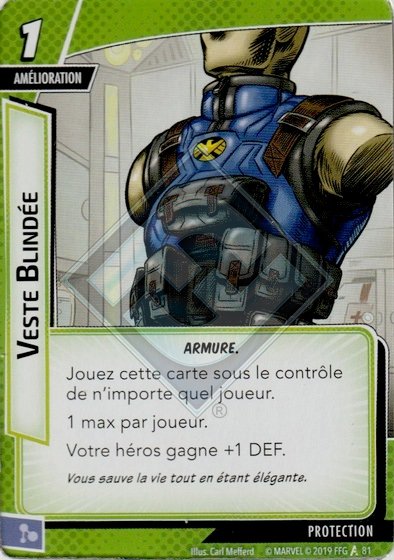 1
AMÉLIORATION
VESTE BLINDÉE
ARMURE.
Jouez cette carte sous le contrôle
de n'importe quel joueur.
1 max par joueur.
Votre héros gagne +1 DEF.
Vous sauve la vie tout en étant élégante.
®
Illus. Carl Mefferd © MARVEL © 2019 FFG A 81
PROTECTION